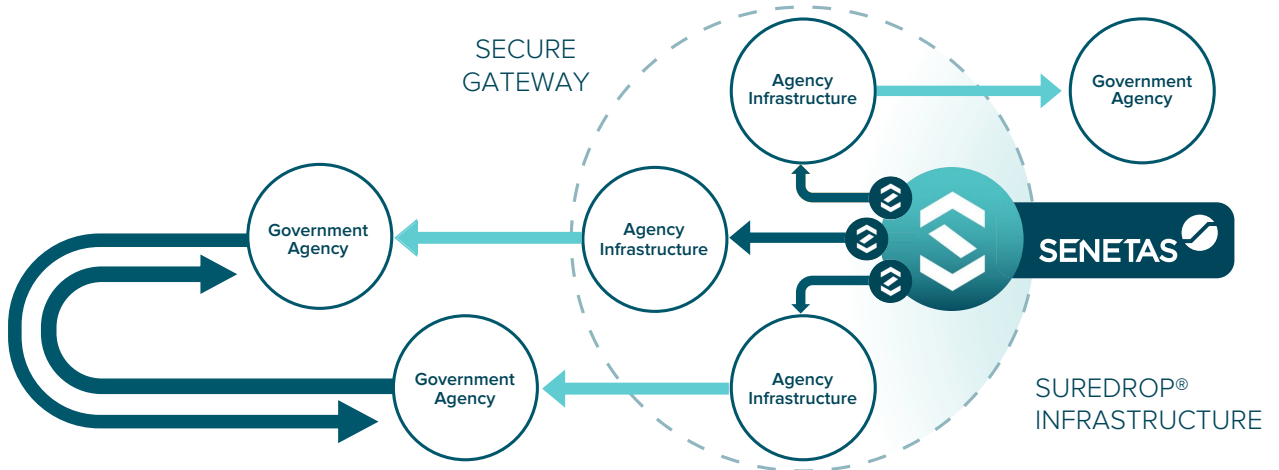 SECURE
GATEWAY
Agency
Infrastructure
Government
Agency
Government
Agency
Agency
Infrastructure
SENETAS
Government
Agency
Agency
Infrastructure
SUREDROP®
INFRASTRUCTURE